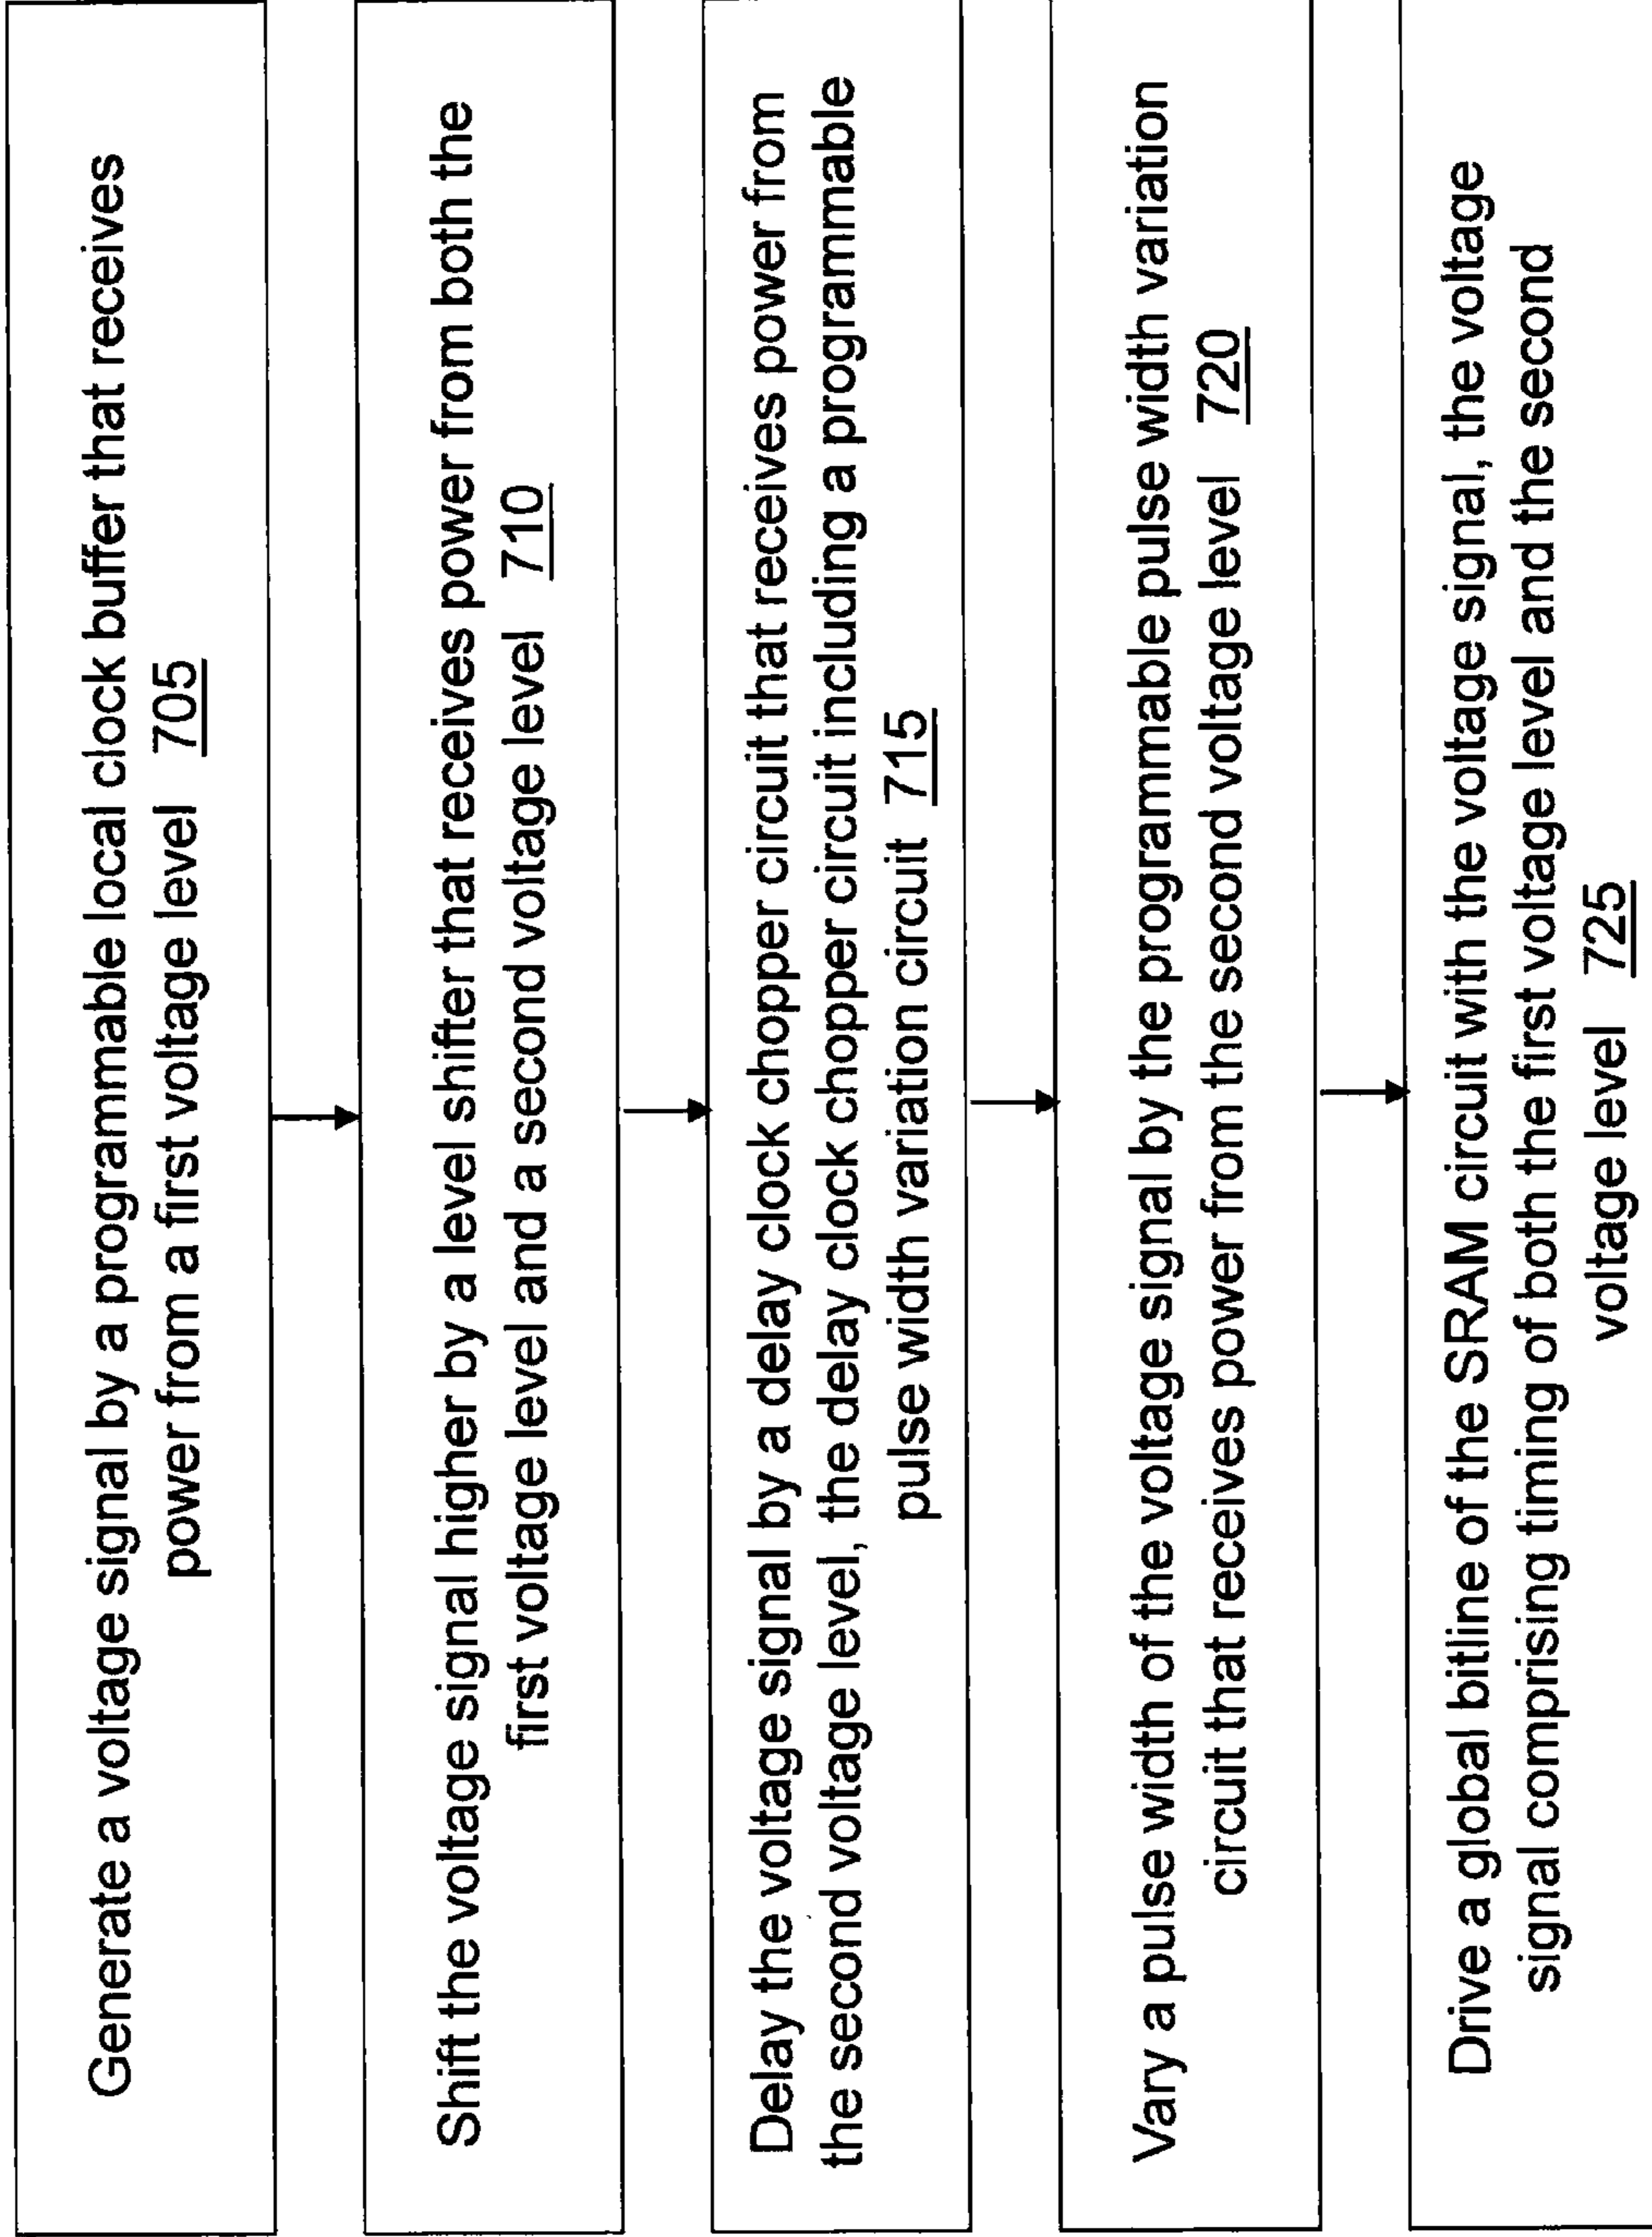 Generate a voltage signal by a programmable local clock buffer that receives
power from a first voltage level 705
Shift the voltage signal higher by a level shifter that receives power from both the
first voltage level and a second voltage level 710
Delay the voltage signal by a delay clock chopper circuit that receives power from
the second voltage level, the delay clock chopper circuit including a programmable
pulse width variation circuit 715
Vary a pulse width of the voltage signal by the programmable pulse width variation
circuit that receives power from the second voltage level 720
Drive a global bitline of the SRAM circuit with the voltage signal, the voltage
signal comprising timing of both the first voltage level and the second
voltage level 725